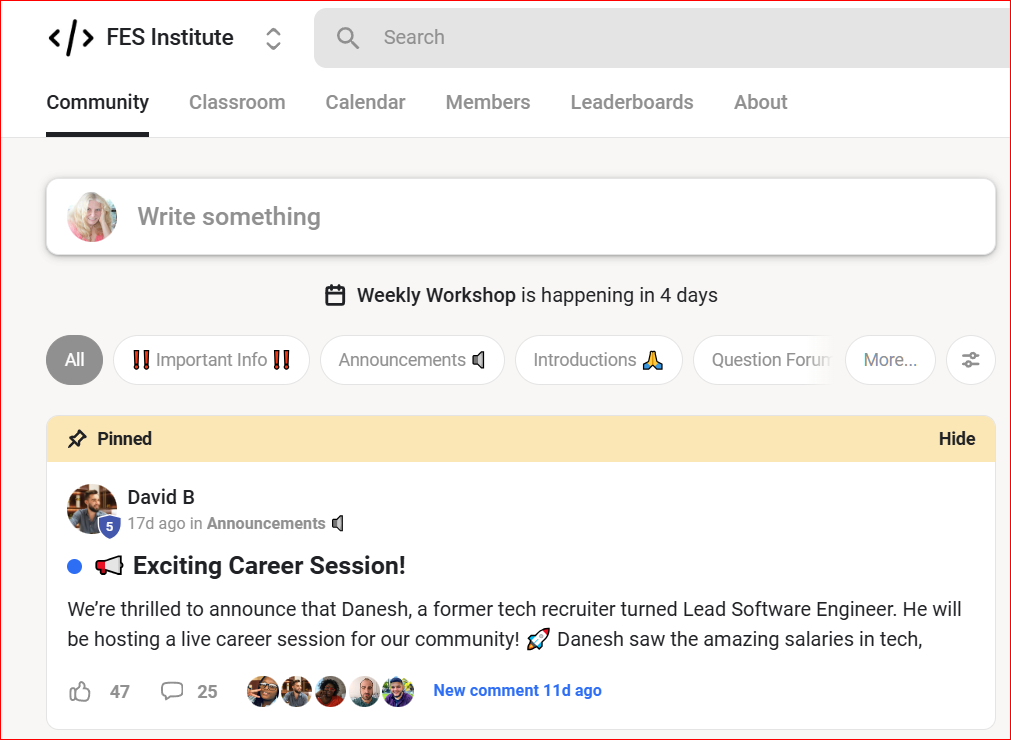 </> FES Institute
Search
Community Classroom Calendar Members Leaderboards About
Write something
Weekly Workshop is happening in 4 days
All ‼️ Important Info ‼️ Announcements 🔈 Introductions 🙏 Question Forum More...
Pinned Hide
David B
5 17d ago in Announcements 🔈
📢 Exciting Career Session!
We’re thrilled to announce that Danesh, a former tech recruiter turned Lead Software Engineer. He will
be hosting a live career session for our community! 🚀 Danesh saw the amazing salaries in tech,
47 25 New comment 11d ago